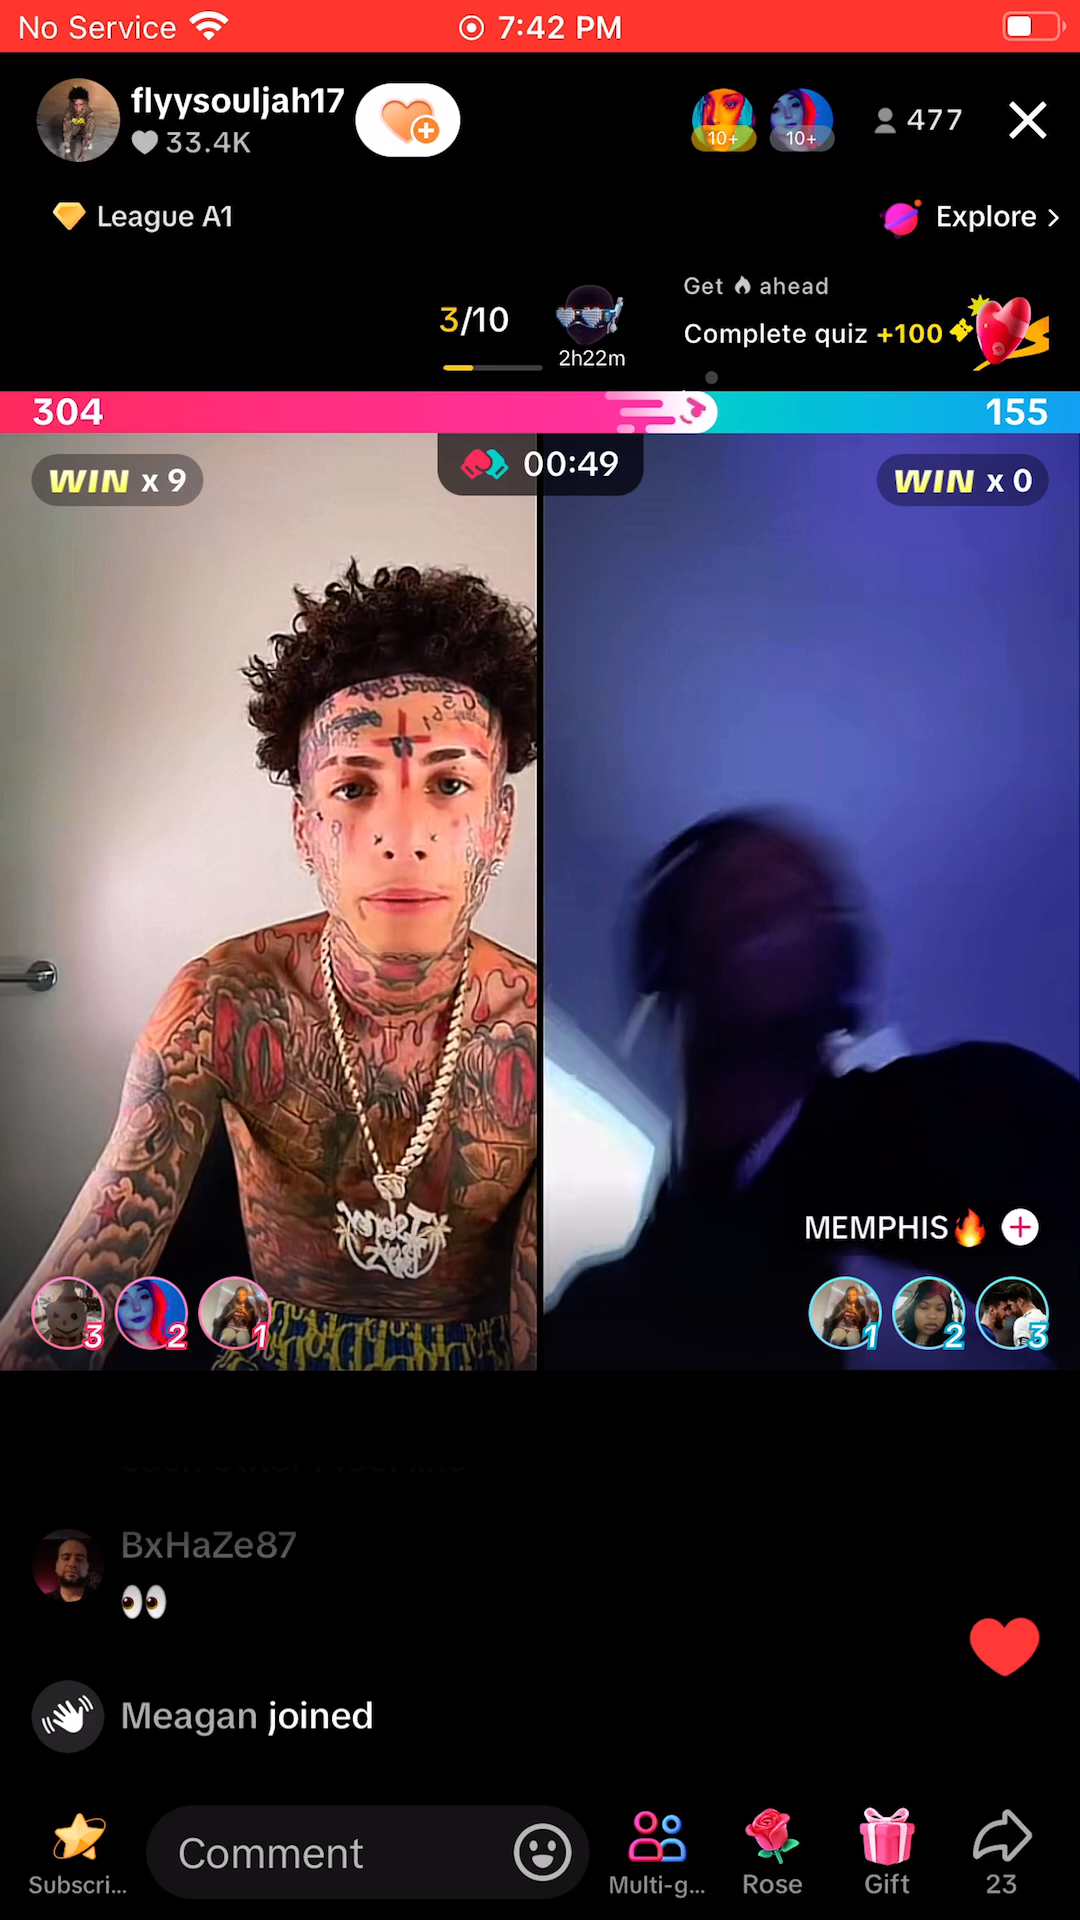 No Service 7:42 PM
flyysouljah17
33.4K
10+ 10+ 477
League A1
Explore >
3/10
2h22m
Get 🔥 ahead
Complete quiz +100
304 155
WIN x 9
00:49
WIN x 0
MEMPHIS🔥
3 2 1
1 2 3
BxHaZe87
👀
Meagan joined
Subscri...
Comment
Multi-g...
Rose
Gift
23